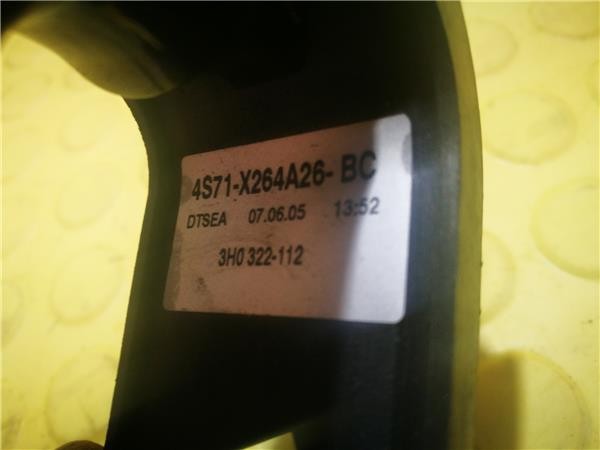 4S71-X264A26- BC
DTSEA 07.06.05 13:52
3H0 322-112